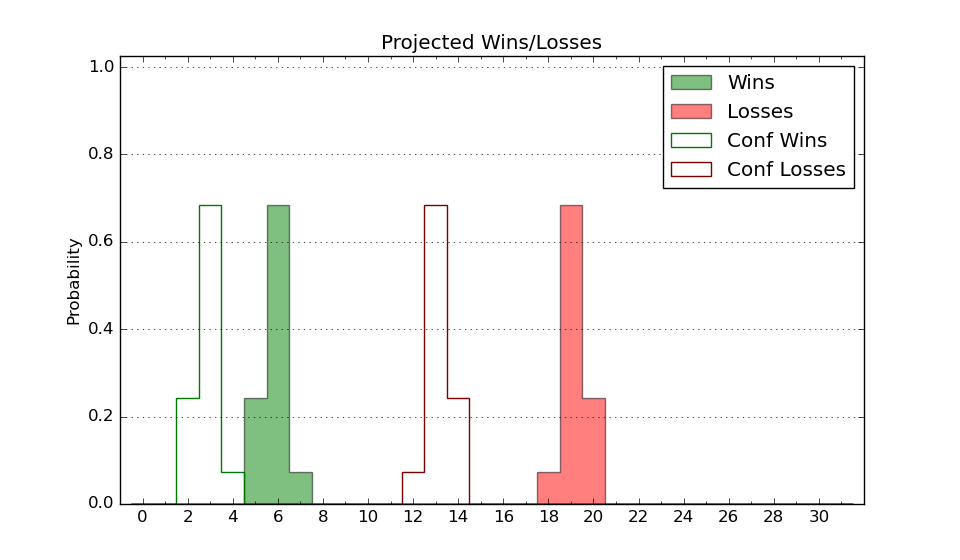 Projected Wins/Losses
Wins
Losses
Conf Wins
Conf Losses
Probability
1.0
0.8
0.6
0.4
0.2
0.0
0 2 4 6 8 10 12 14 16 18 20 22 24 26 28 30